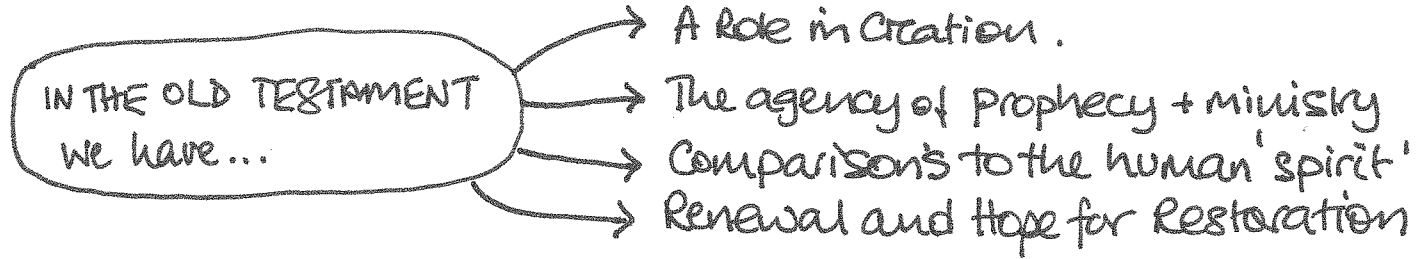 IN THE OLD TESTAMENT
we have...
A Role in Creation.
The agency of prophecy + ministry
Comparison's to the human 'spirit'
Renewal and Hope for Restoration